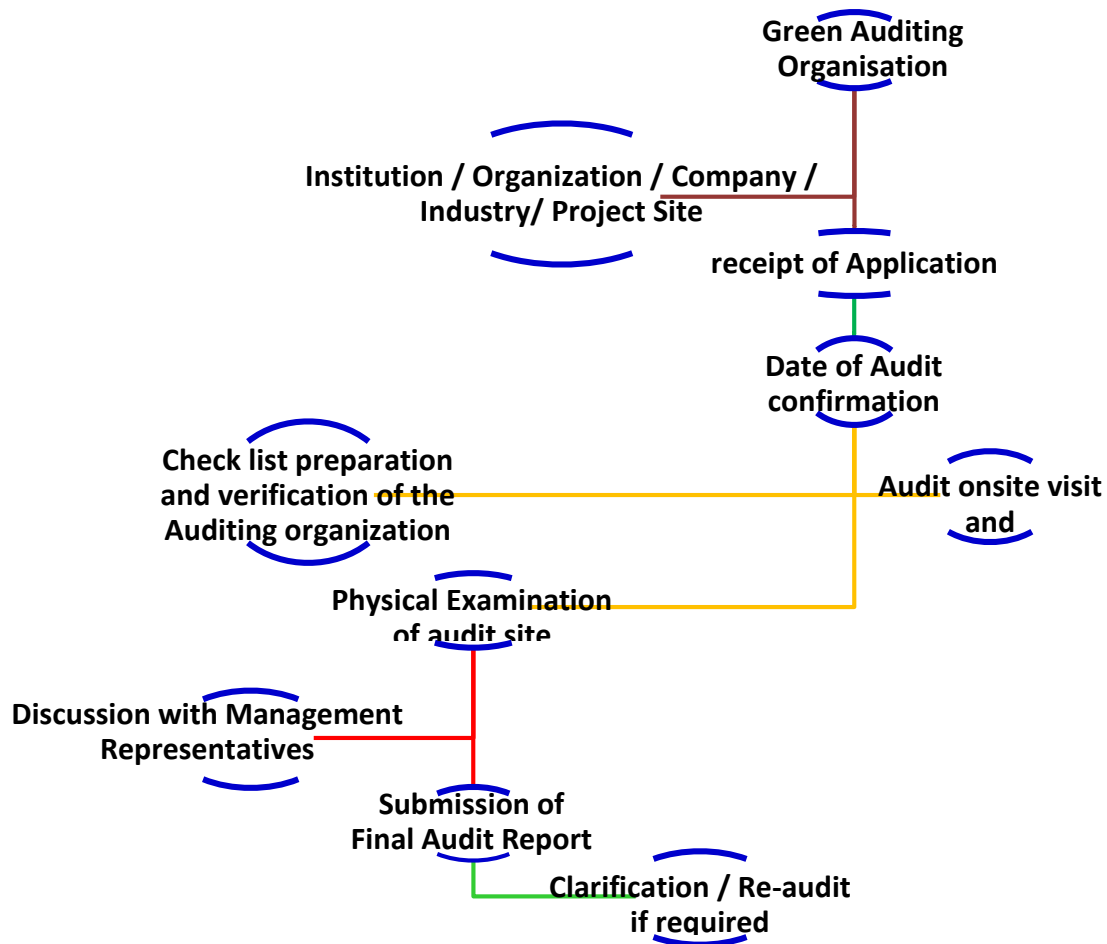 Green Auditing
Organisation
Institution / Organization / Company /
Industry/ Project Site
receipt of Application
Date of Audit
confirmation
Check list preparation
and verification of the
Auditing organization
Audit onsite visit
and
Physical Examination
of audit site
Discussion with Management
Representatives
Submission of
Final Audit Report
Clarification / Re-audit
if required